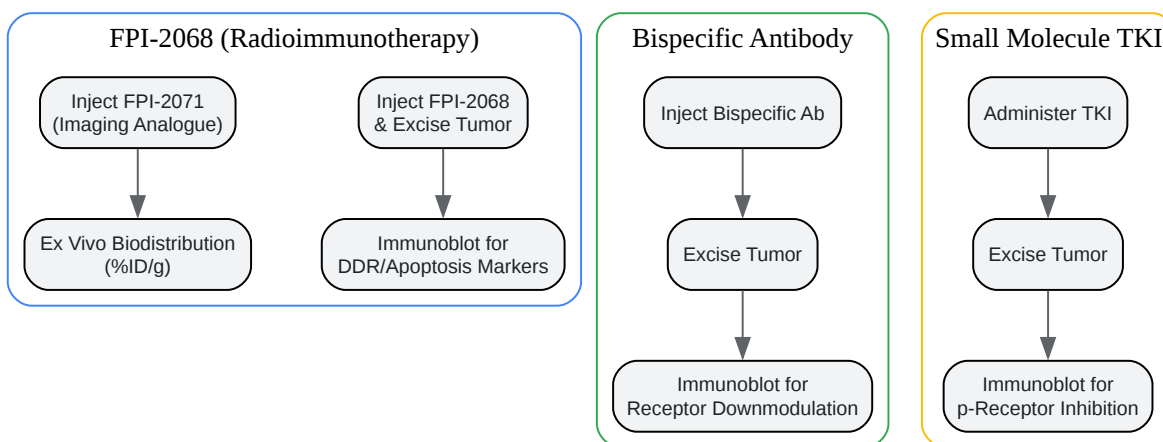 FPI-2068 (Radioimmunotherapy)
Inject FPI-2071
(Imaging Analogue)
Ex Vivo Biodistribution
(%ID/g)
Inject FPI-2068
& Excise Tumor
Immunoblot for
DDR/Apoptosis Markers
Bispecific Antibody
Inject Bispecific Ab
Excise Tumor
Immunoblot for
Receptor Downmodulation
Small Molecule TKI
Administer TKI
Excise Tumor
Immunoblot for
p-Receptor Inhibition